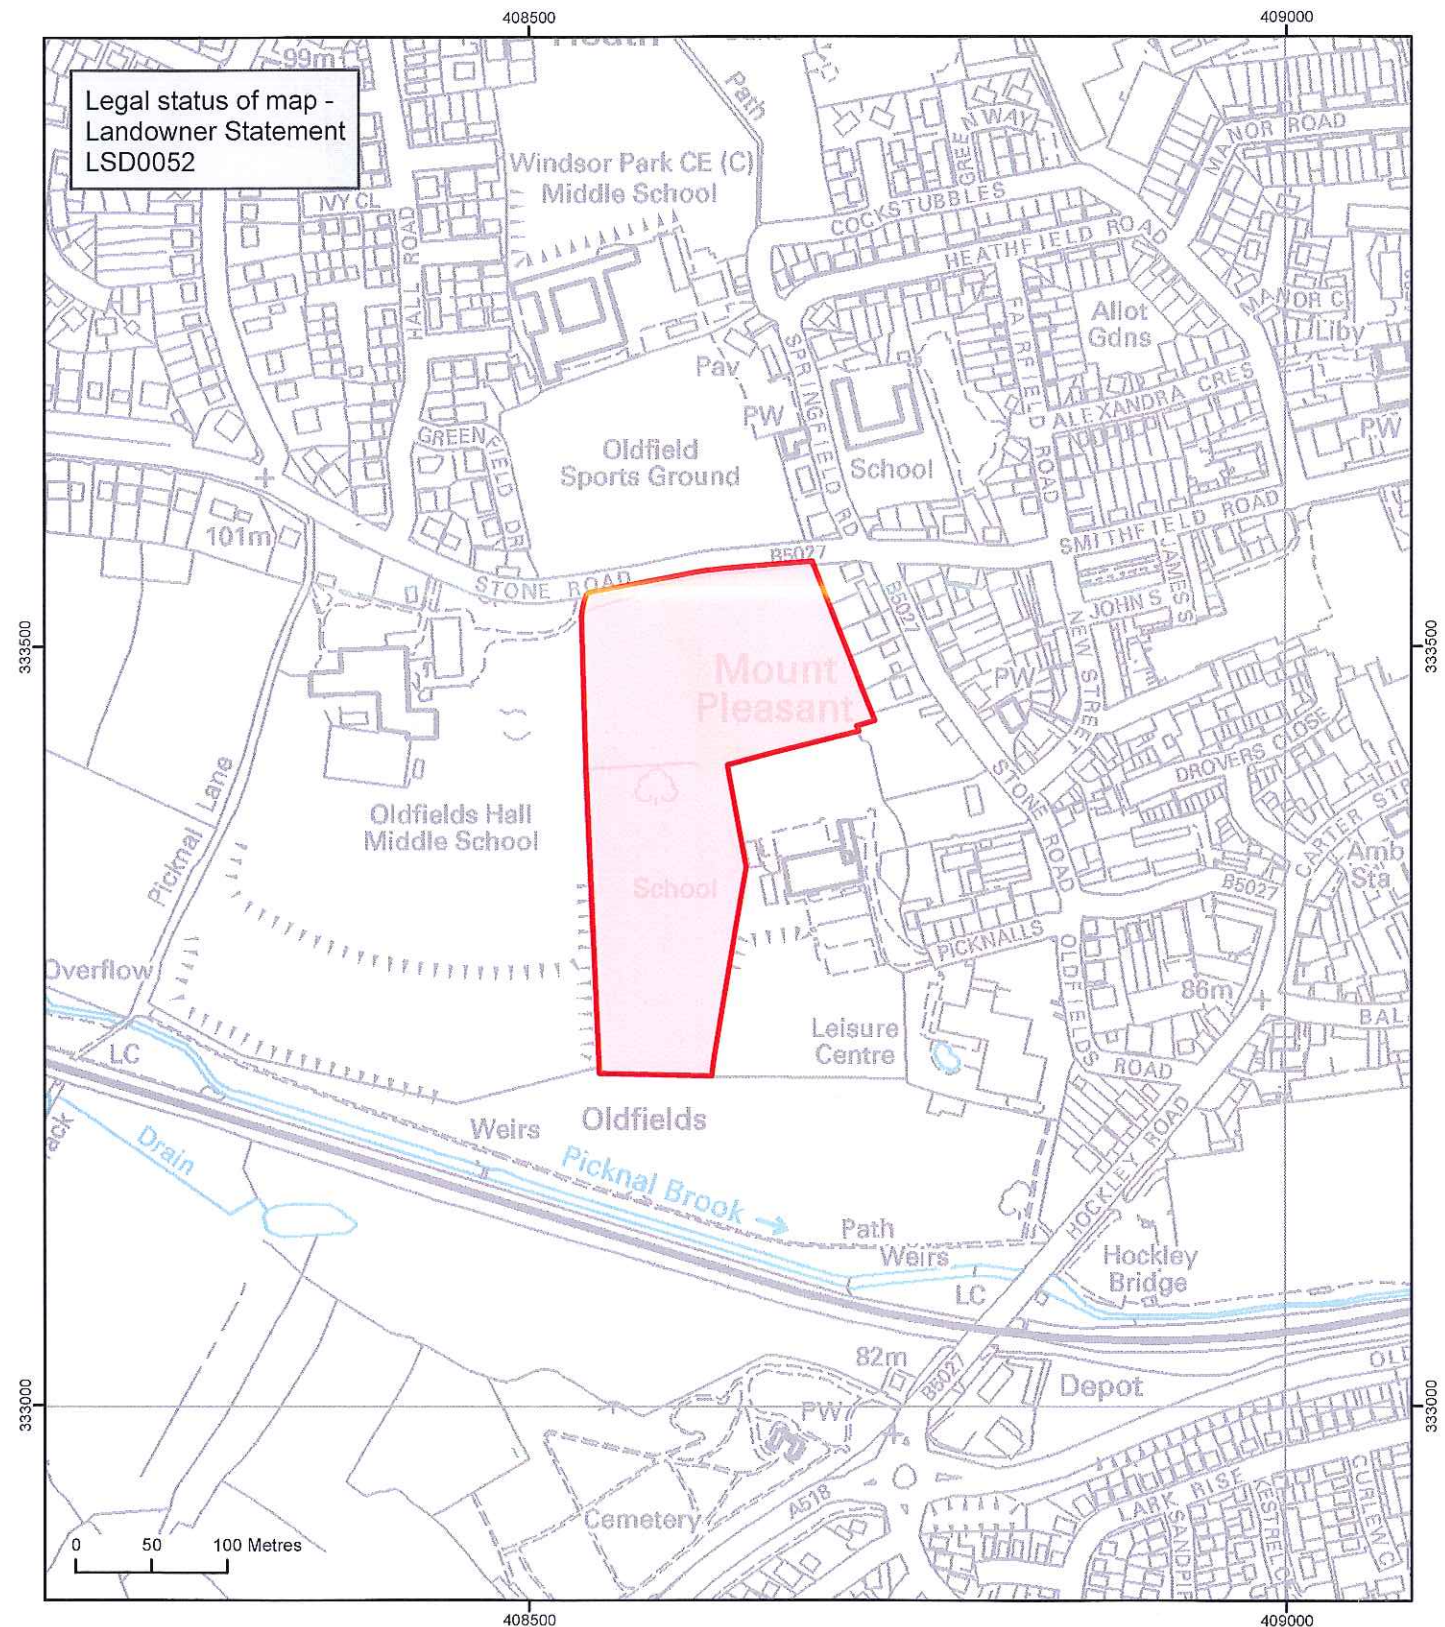 408500
409000
Legal status of map -
Landowner Statement
LSD0052
99m
Path
Windsor Park CE (C)
Middle School
IVY CL
HALL ROAD
GREEN WAY
MANOR ROAD
COCKSTUBBLES
HEATHFIELD ROAD
MANOR C
Allot
Gdns
Liby
Pav
PW
SPRINGFIELD RD
FAIRFIELD ROAD
ALEXANDRA CRES
PW
GREENFIELD DR
Oldfield
Sports Ground
School
101m
SMITHFIELD ROAD
STONE ROAD
B5027
B5027
JAMES S
JOHN S
NEW STREET
333500
333500
Mount
Pleasant
PW
DROVERS CLOSE
STONE ROAD
CARTER STR
Picknal Lane
Oldfields Hall
Middle School
School
Amb
Sta
B5027
PICKNALLS
OLDFIELDS
ROAD
Overflow
86m
BAL
LC
Leisure
Centre
Weirs
Oldfields
ack
Drain
Picknal Brook
HOCKLEY ROAD
Path
Weirs
Hockley
Bridge
LC
82m
B5027
OLD
Depot
333000
333000
PW
A518
Cemetery
LARK RISE
SANDPIP
KESTREL C
CURLEW C
0 50 100 Metres
408500
409000